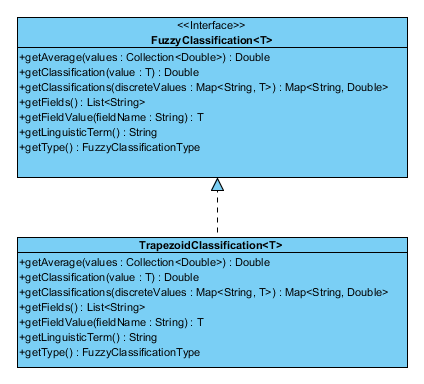 <<Interface>>
FuzzyClassification<T>
+getAverage(values : Collection<Double>) : Double
+getClassification(value : T) : Double
+getClassifications(discreteValues : Map<String, T>) : Map<String, Double>
+getFields() : List<String>
+getFieldValue(fieldName : String) : T
+getLinguisticTerm() : String
+getType() : FuzzyClassificationType
TrapezoidClassification<T>
+getAverage(values : Collection<Double>) : Double
+getClassification(value : T) : Double
+getClassifications(discreteValues : Map<String, T>) : Map<String, Double>
+getFields() : List<String>
+getFieldValue(fieldName : String) : T
+getLinguisticTerm() : String
+getType() : FuzzyClassificationType